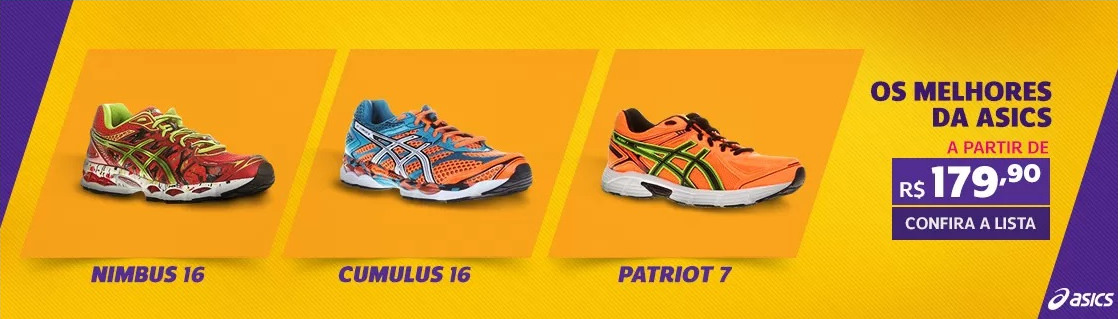 OS MELHORES
DA ASICS
A PARTIR DE
R$ 179,90
CONFIRA A LISTA
NIMBUS 16
CUMULUS 16
PATRIOT 7
asics